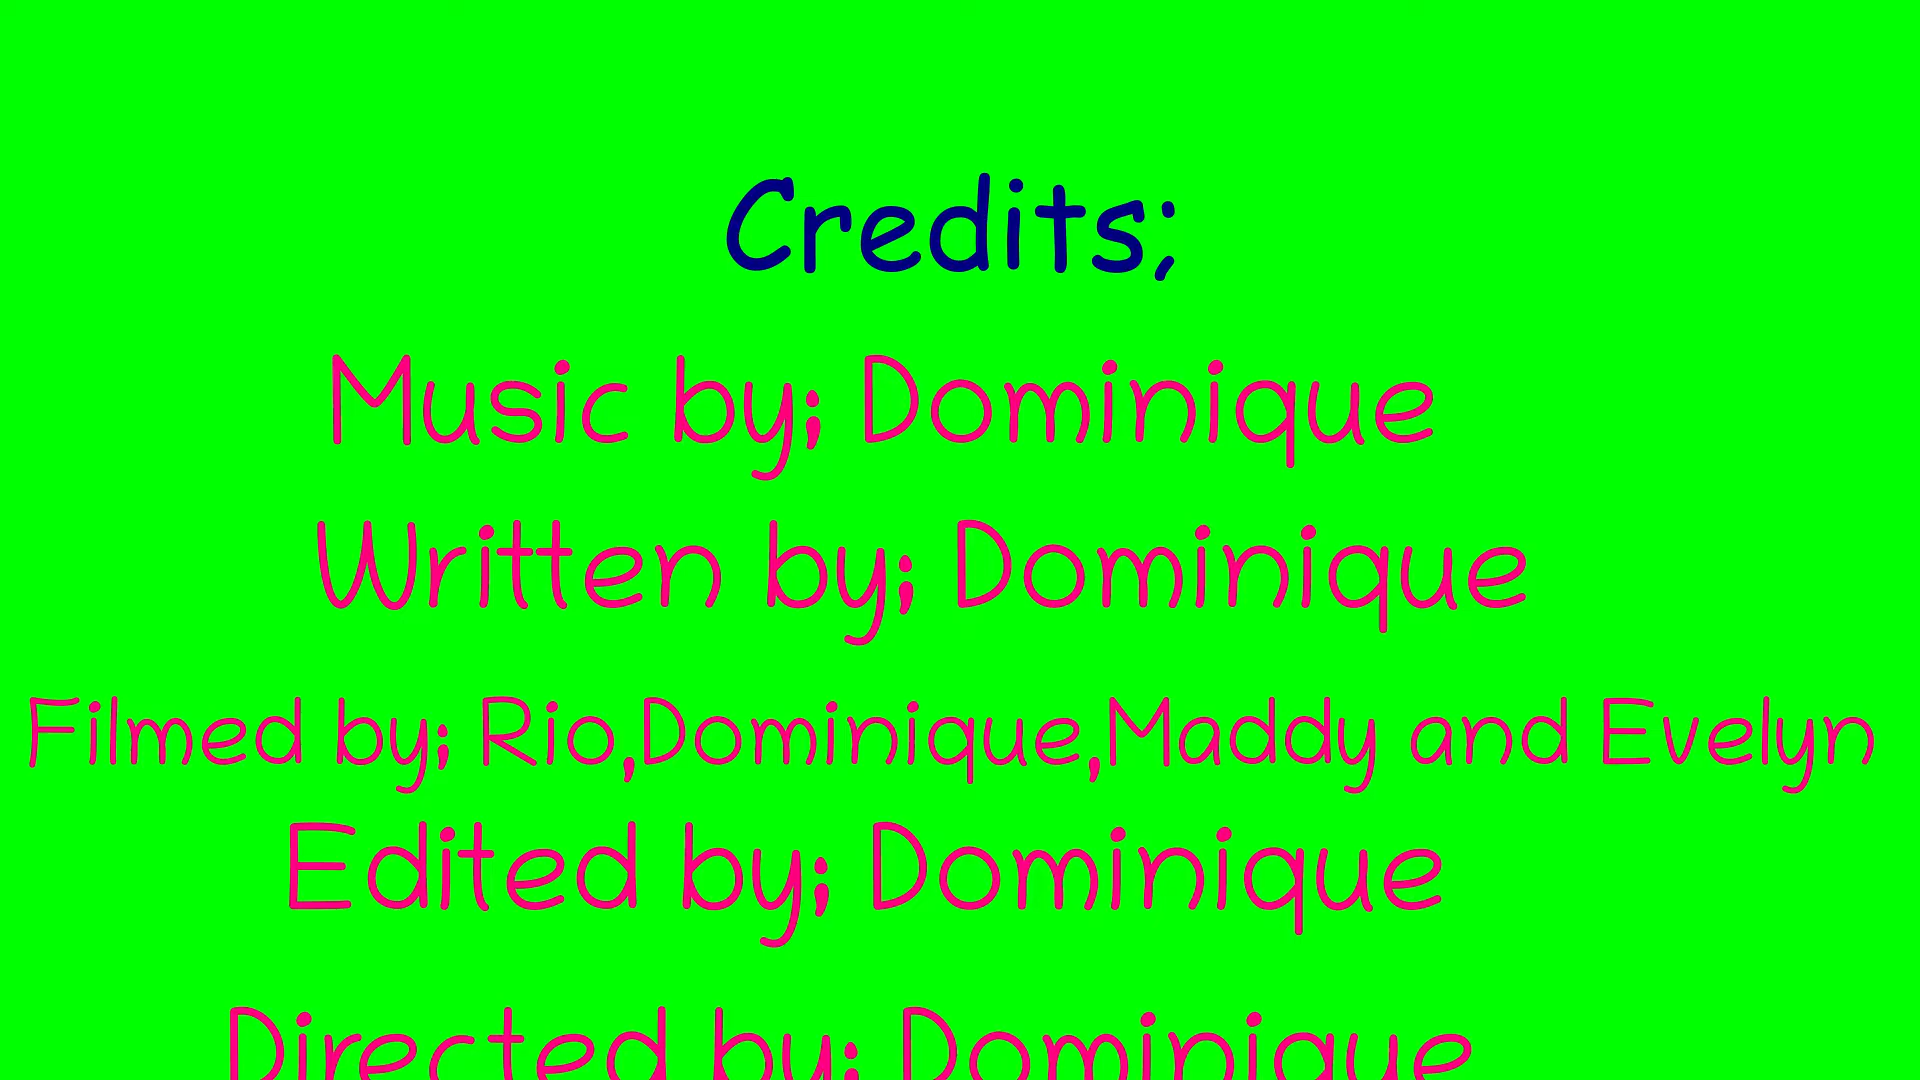 Credits;
Music by; Dominique
Written by; Dominique
Filmed by; Rio,Dominique,Maddy and Evelyn
Edited by; Dominique
Directed by; Dominique